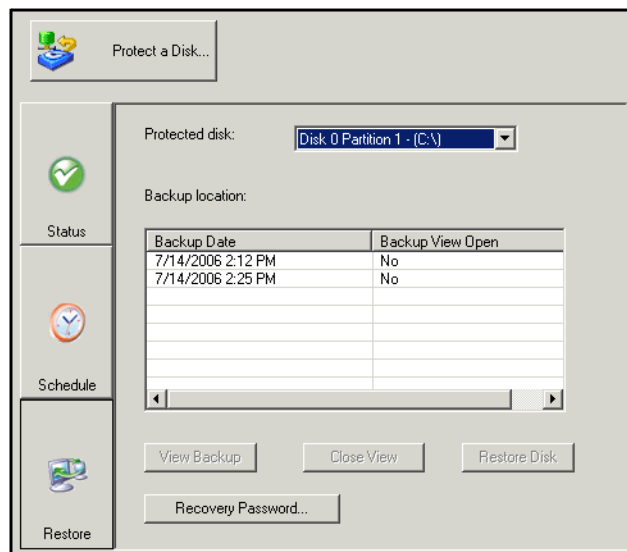 Protect a Disk...
Protected disk:
Disk 0 Partition 1 - (C:\)
Backup location:
Status
Backup Date Backup View Open
7/14/2006 2:12 PM No
7/14/2006 2:25 PM No
Schedule
View Backup Close View Restore Disk
Recovery Password...
Restore